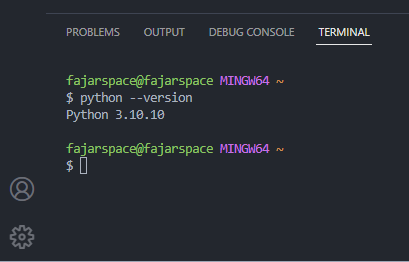 PROBLEMS OUTPUT DEBUG CONSOLE TERMINAL
fajarspace@fajarspace MINGW64 ~
$ python --version
Python 3.10.10
fajarspace@fajarspace MINGW64 ~
$